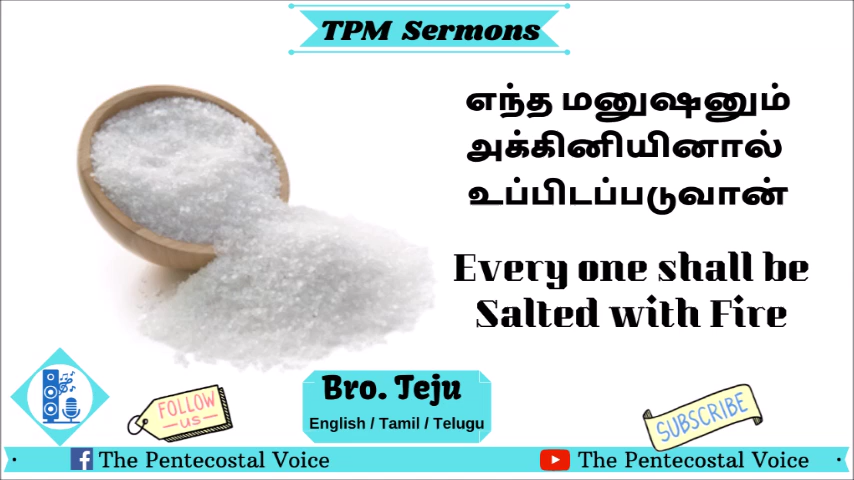 TPM Sermons
எந்த மனுஷனும்
அக்கினியினால்
உப்பிடப்படுவான்
Every one shall be
Salted with Fire
Bro. Teju
English / Tamil / Telugu
FOLLOW
US
SUBSCRIBE
The Pentecostal Voice
The Pentecostal Voice